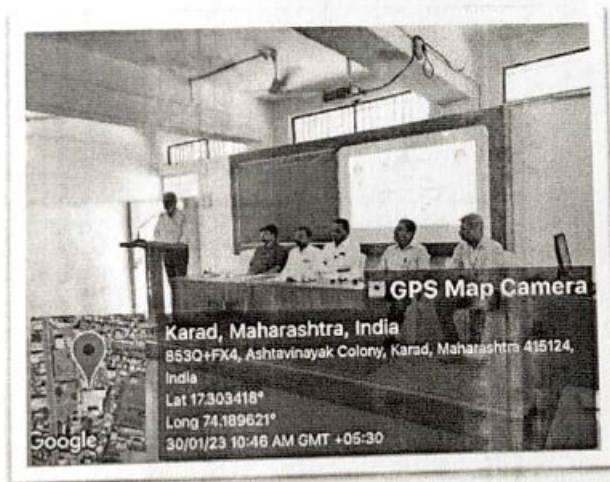 GPS Map Camera
Karad, Maharashtra, India
853Q+FX4, Ashtavinayak Colony, Karad, Maharashtra 415124,
India
Lat 17.303418°
Long 74.189621°
30/01/23 10:46 AM GMT +05:30
Google